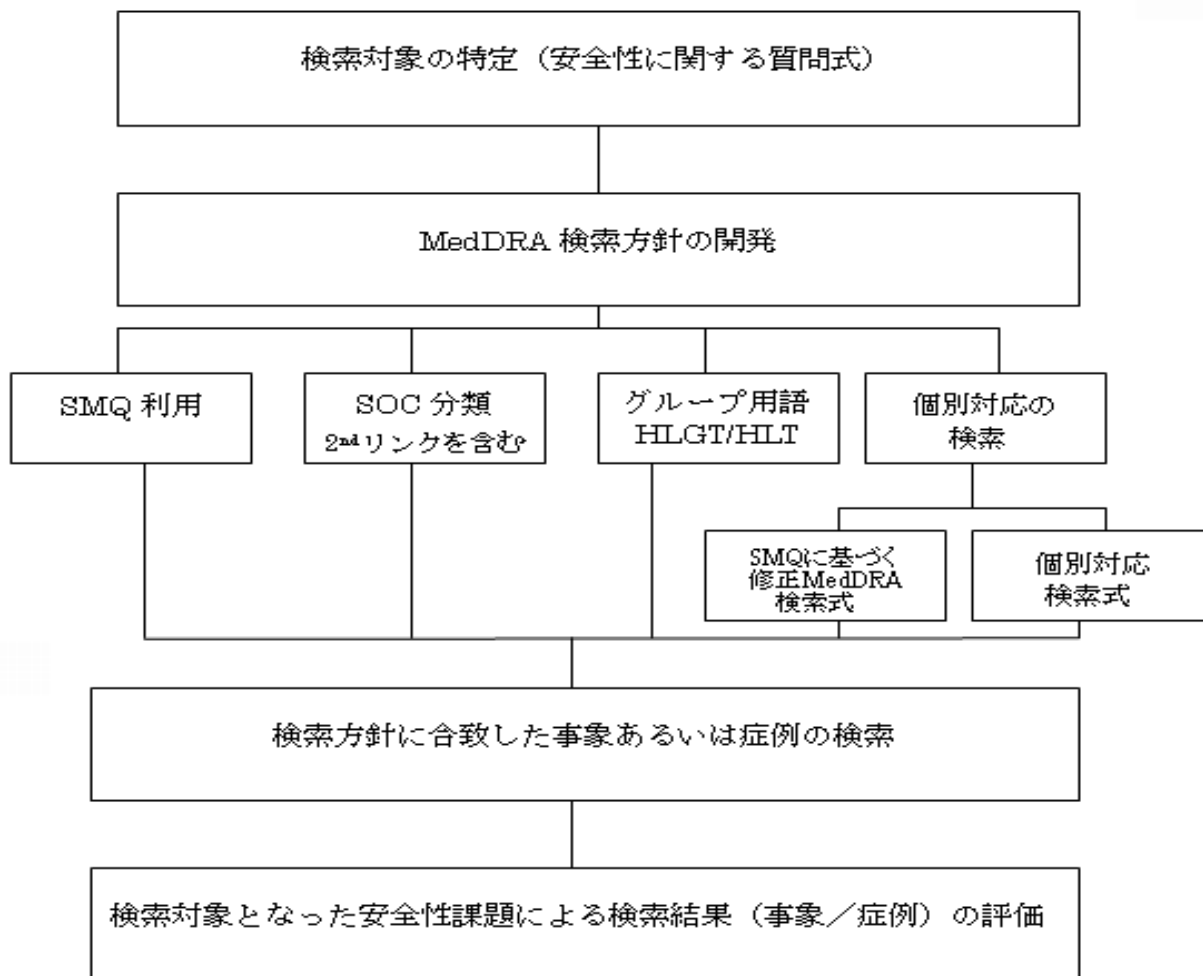 検索対象の特定（安全性に関する質問式）
MedDRA 検索方針の開発
SMQ 利用
SOC 分類
2ndリンクを含む
グループ用語
HLGT/HLT
個別対応の
検索
SMQに基づく
修正MedDRA
検索式
個別対応
検索式
検索方針に合致した事象あるいは症例の検索
検索対象となった安全性課題による検索結果（事象／症例）の評価